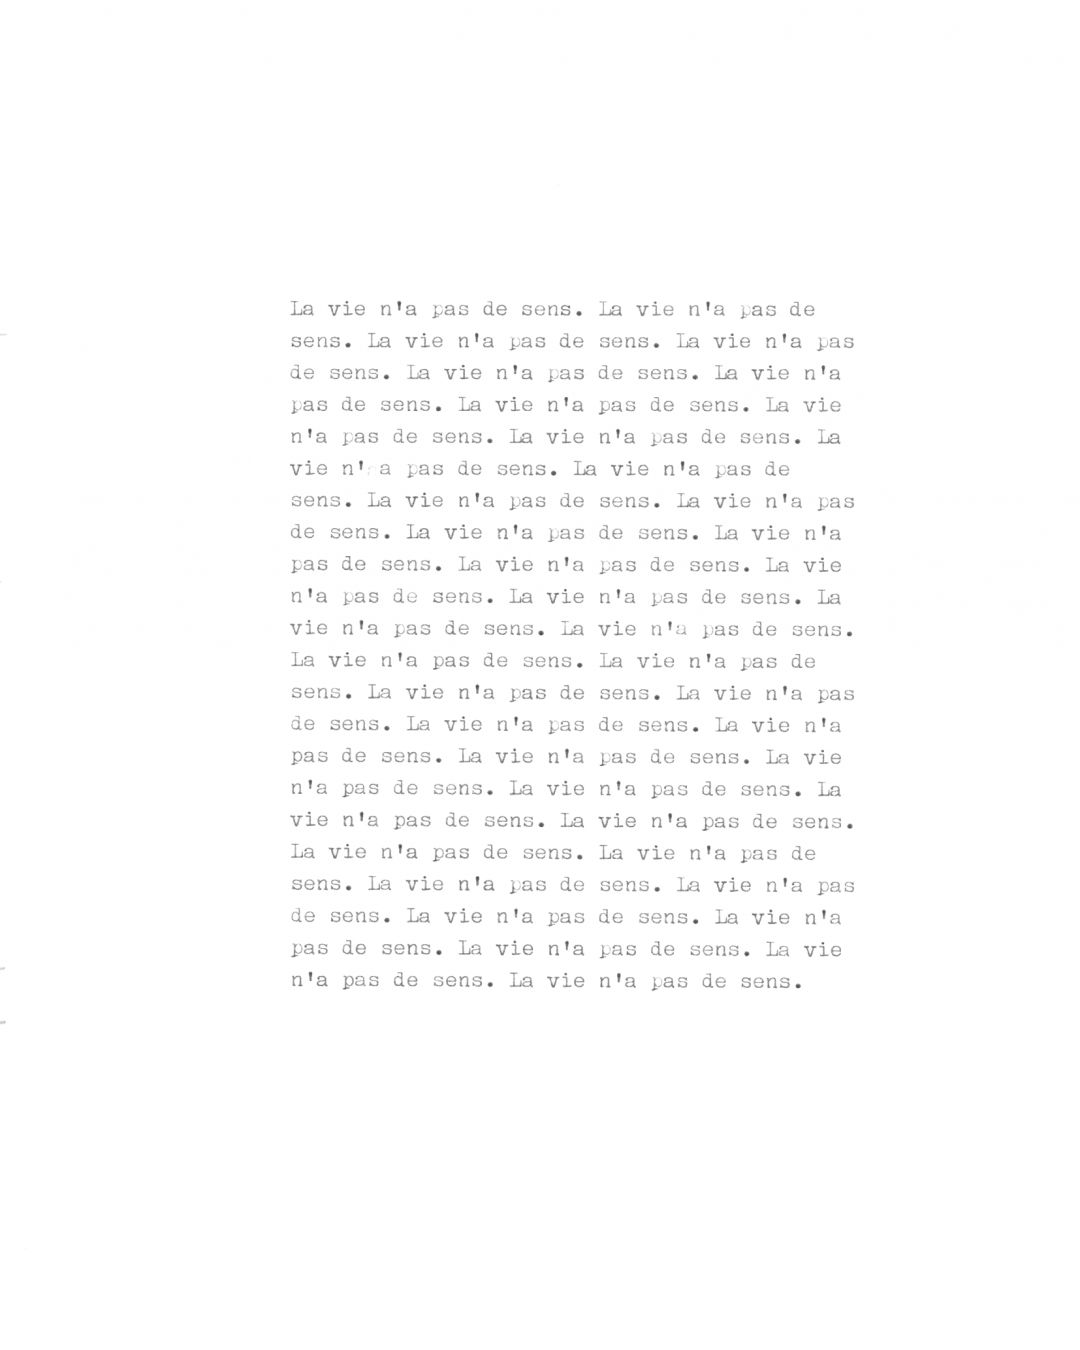 La vie n'a pas de sens. La vie n'a pas de
sens. La vie n'a pas de sens. La vie n'a pas
de sens. La vie n'a pas de sens. La vie n'a
pas de sens. La vie n'a pas de sens. La vie
n'a pas de sens. La vie n'a pas de sens. La
vie n' a pas de sens. La vie n'a pas de
sens. La vie n'a pas de sens. La vie n'a pas
de sens. La vie n'a pas de sens. La vie n'a
pas de sens. La vie n'a pas de sens. La vie
n'a pas de sens. La vie n'a pas de sens. La
vie n'a pas de sens. La vie n'a pas de sens.
La vie n'a pas de sens. La vie n'a pas de
sens. La vie n'a pas de sens. La vie n'a pas
de sens. La vie n'a pas de sens. La vie n'a
pas de sens. La vie n'a pas de sens. La vie
n'a pas de sens. La vie n'a pas de sens. La
vie n'a pas de sens. La vie n'a pas de sens.
La vie n'a pas de sens. La vie n'a pas de
sens. La vie n'a pas de sens. La vie n'a pas
de sens. La vie n'a pas de sens. La vie n'a
pas de sens. La vie n'a pas de sens. La vie
n'a pas de sens. La vie n'a pas de sens.